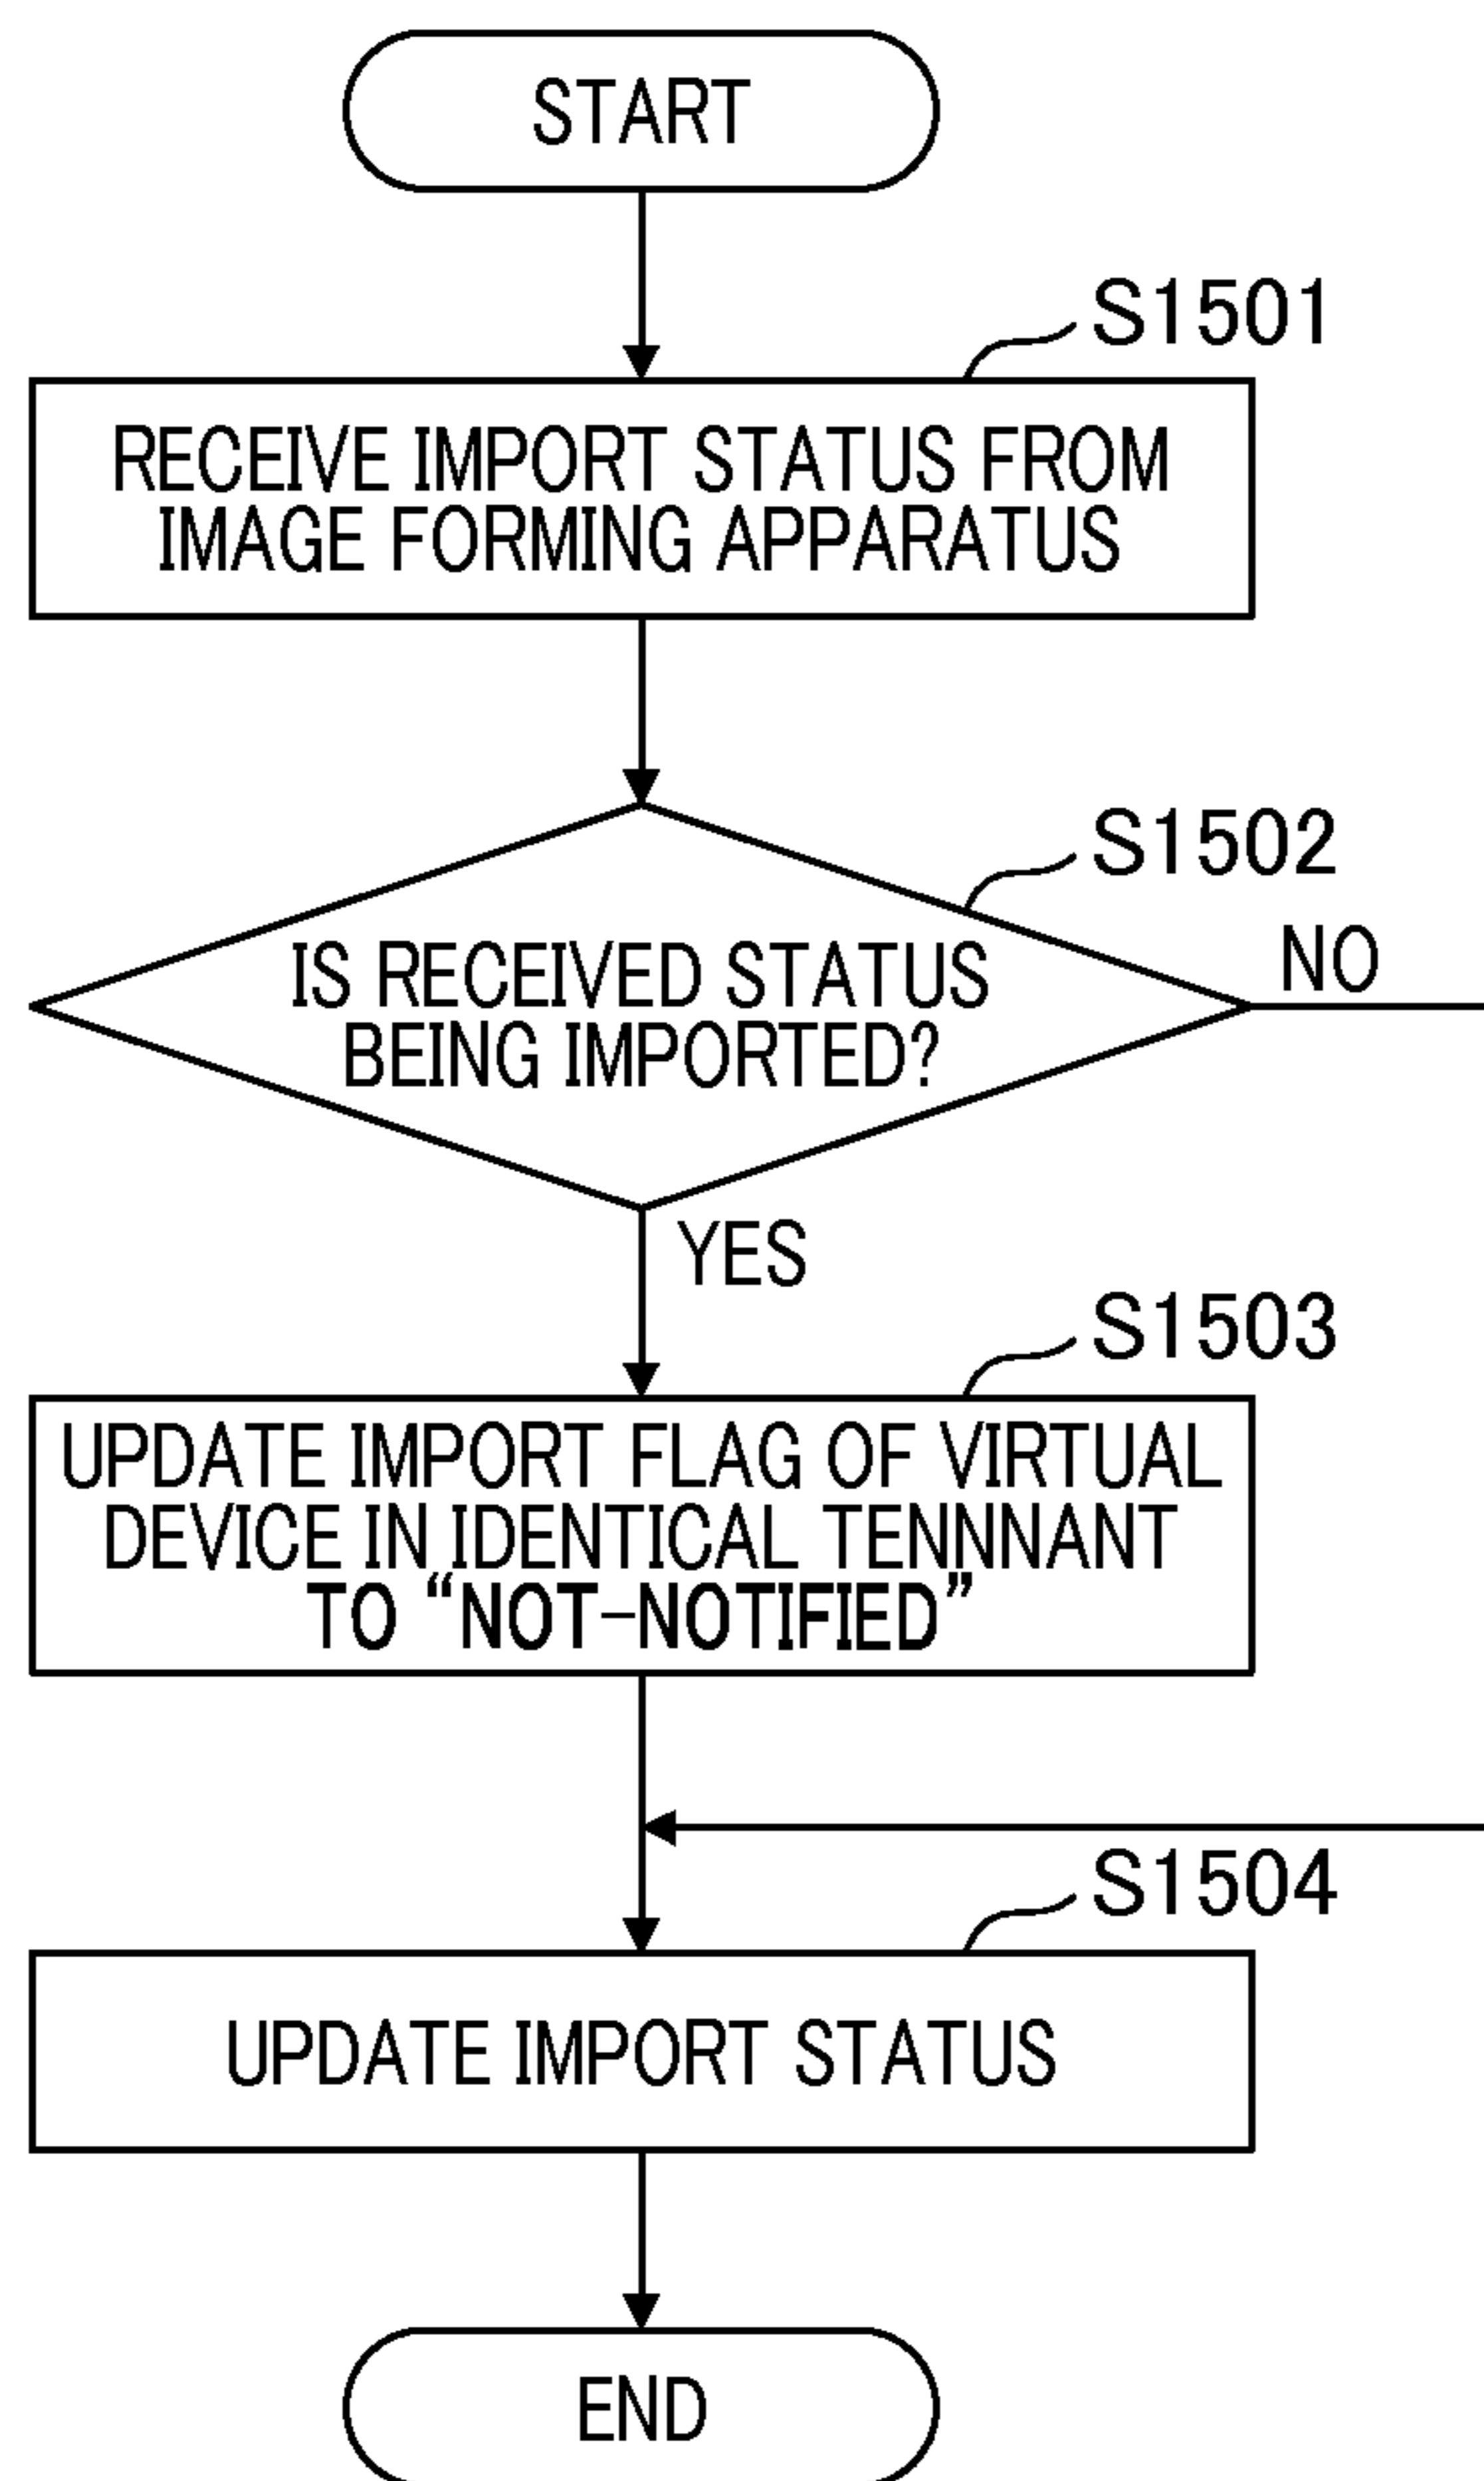 START
S1501
RECEIVE IMPORT STATUS FROM
IMAGE FORMING APPARATUS
S1502
IS RECEIVED STATUS
BEING IMPORTED?
NO
YES
S1503
UPDATE IMPORT FLAG OF VIRTUAL
DEVICE IN IDENTICAL TENNNANT
TO “NOT-NOTIFIED”
S1504
UPDATE IMPORT STATUS
END